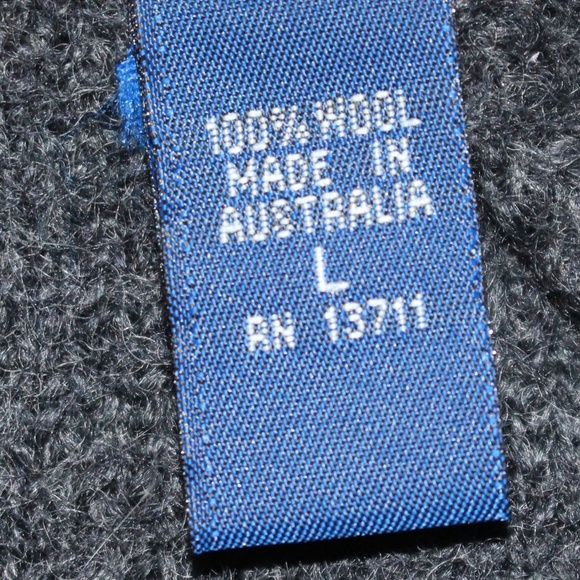 100% WOOL
MADE IN
AUSTRALIA
L
RN 13711